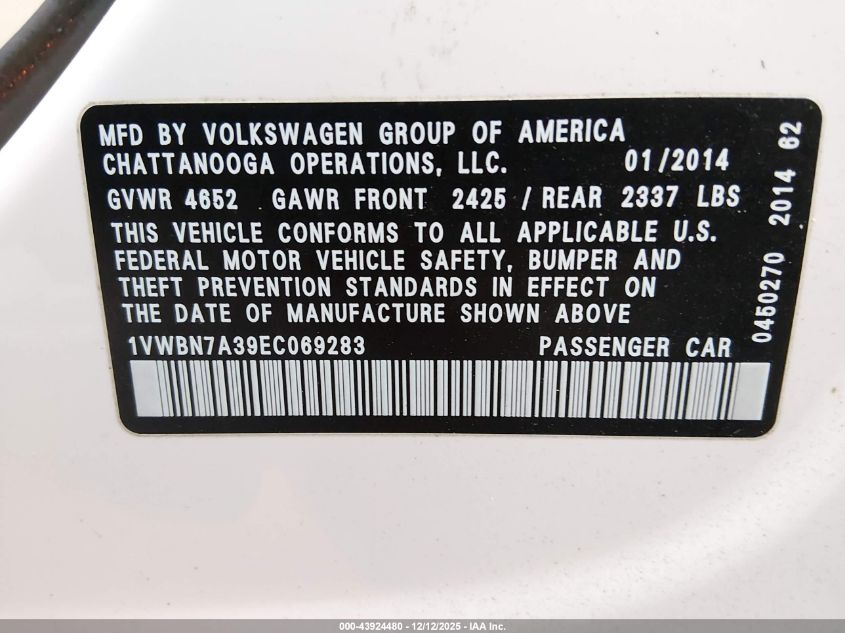 MFD BY VOLKSWAGEN GROUP OF AMERICA
CHATTANOOGA OPERATIONS, LLC. 01/2014
GVWR 4652 GAWR FRONT 2425 / REAR 2337 LBS
THIS VEHICLE CONFORMS TO ALL APPLICABLE U.S.
FEDERAL MOTOR VEHICLE SAFETY, BUMPER AND
THEFT PREVENTION STANDARDS IN EFFECT ON
THE DATE OF MANUFACTURE SHOWN ABOVE
1VWBN7A39EC069283 PASSENGER CAR
0450270 2014 62
000-43924480 - 12/12/2025 - IAA Inc.